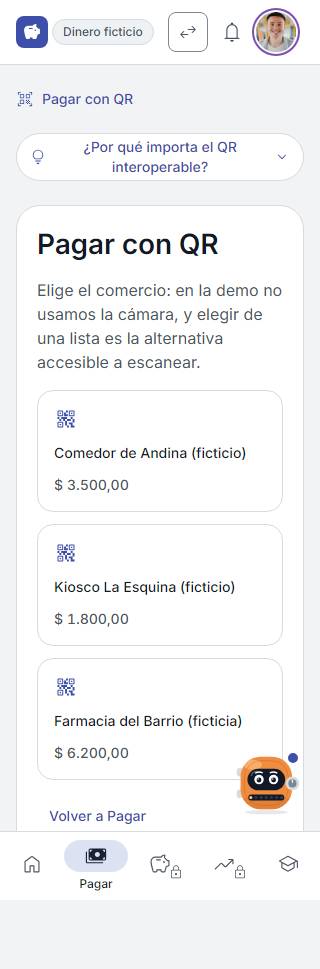 Dinero ficticio
Pagar con QR
¿Por qué importa el QR
interoperable?
Pagar con QR
Elige el comercio: en la demo no
usamos la cámara, y elegir de
una lista es la alternativa
accesible a escanear.
Comedor de Andina (ficticio)
$ 3.500,00
Kiosco La Esquina (ficticio)
$ 1.800,00
Farmacia del Barrio (ficticia)
$ 6.200,00
Volver a Pagar
Pagar